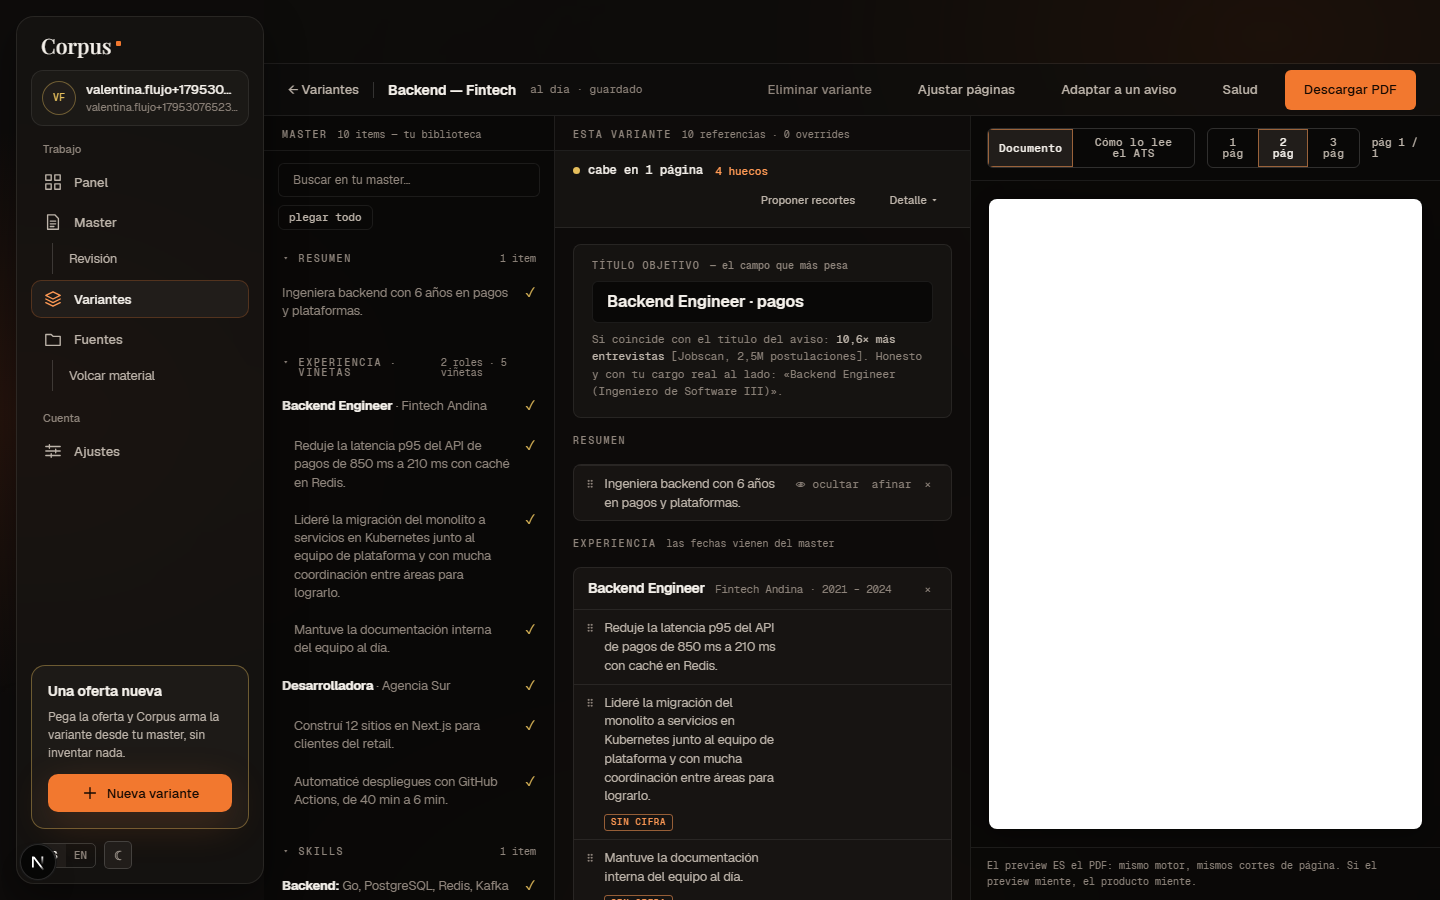 Corpus
VF
valentina.flujo+179530...
valentina.flujo+17953076523...
Trabajo
Panel
Master
Revisión
Variantes
Fuentes
Volcar material
Cuenta
Ajustes
Una oferta nueva
Pega la oferta y Corpus arma la
variante desde tu master, sin
inventar nada.
+ Nueva variante
N
EN
← Variantes
Backend — Fintech
al día · guardado
Eliminar variante
Ajustar páginas
Adaptar a un aviso
Salud
Descargar PDF
MASTER 10 items — tu biblioteca
Buscar en tu master...
plegar todo
RESUMEN
1 item
Ingeniera backend con 6 años en pagos
y plataformas.
✓
EXPERIENCIA ·
VIÑETAS
2 roles · 5
viñetas
Backend Engineer · Fintech Andina
✓
Reduje la latencia p95 del API de
pagos de 850 ms a 210 ms con caché
en Redis.
✓
Lideré la migración del monolito a
servicios en Kubernetes junto al
equipo de plataforma y con mucha
coordinación entre áreas para
lograrlo.
✓
Mantuve la documentación interna
del equipo al día.
✓
Desarrolladora · Agencia Sur
✓
Construí 12 sitios en Next.js para
clientes del retail.
✓
Automaticé despliegues con GitHub
Actions, de 40 min a 6 min.
✓
SKILLS
1 item
Backend: Go, PostgreSQL, Redis, Kafka
✓
ESTA VARIANTE 10 referencias · 0 overrides
cabe en 1 página 4 huecos
Proponer recortes
Detalle
TÍTULO OBJETIVO — el campo que más pesa
Backend Engineer · pagos
Si coincide con el título del aviso: 10,6× más
entrevistas [Jobscan, 2,5M postulaciones]. Honesto
y con tu cargo real al lado: «Backend Engineer
(Ingeniero de Software III)».
RESUMEN
Ingeniera backend con 6 años
en pagos y plataformas.
ocultar afinar ×
EXPERIENCIA las fechas vienen del master
Backend Engineer Fintech Andina · 2021 – 2024 ×
Reduje la latencia p95 del API
de pagos de 850 ms a 210 ms
con caché en Redis.
Lideré la migración del
monolito a servicios en
Kubernetes junto al equipo de
plataforma y con mucha
coordinación entre áreas para
lograrlo.
SIN CIFRA
Mantuve la documentación
interna del equipo al día.
Documento
Cómo lo lee
el ATS
1
pág
2
pág
3
pág
pág 1 /
1
El preview ES el PDF: mismo motor, mismos cortes de página. Si el
preview miente, el producto miente.